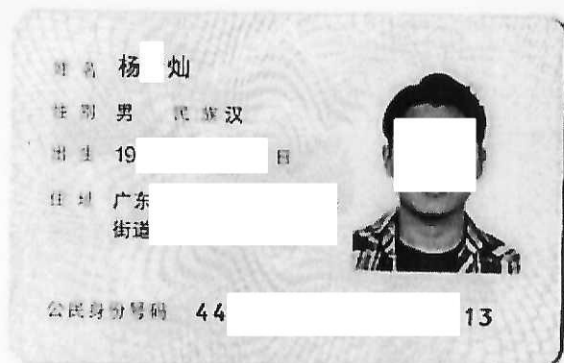 姓名 杨 灿
性别 男 民族 汉
出生 19 日
住址 广东
街道
公民身份号码 44 13